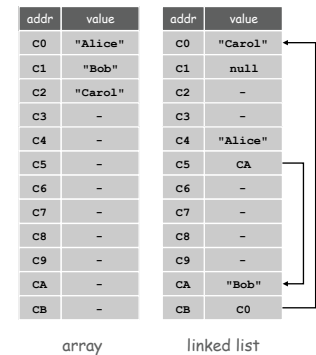 addr value addr value
C0 "Alice" C0 "Carol"
C1 "Bob" C1 null
C2 "Carol" C2 -
C3 - C3 -
C4 - C4 "Alice"
C5 - C5 CA
C6 - C6 -
C7 - C7 -
C8 - C8 -
C9 - C9 -
CA - CA "Bob"
CB - CB C0
array linked list